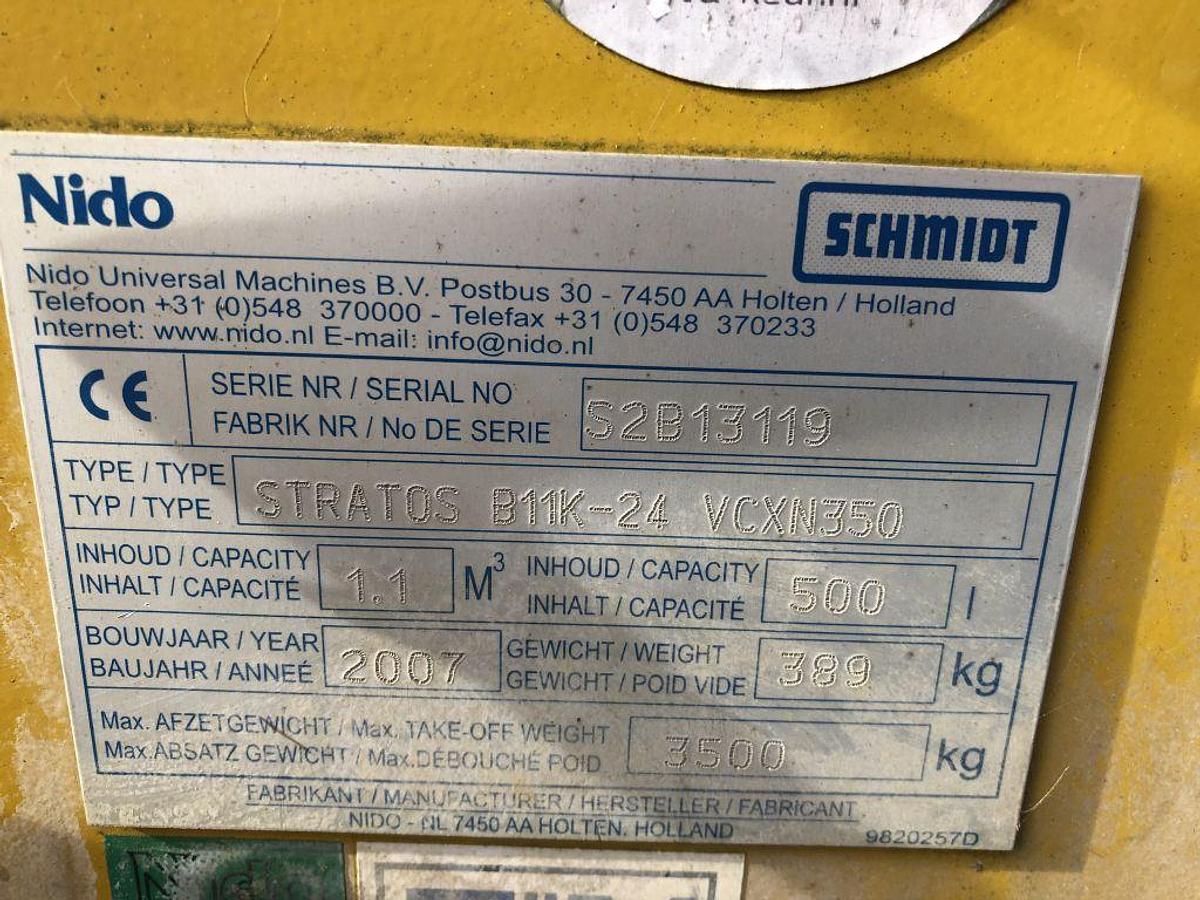 Nido
SCHMIDT
Nido Universal Machines B.V. Postbus 30 - 7450 AA Holten / Holland
Telefoon +31 (0)548 370000 - Telefax +31 (0)548 370233
Internet: www.nido.nl E-mail: info@nido.nl
CE
SERIE NR / SERIAL NO
FABRIK NR / No DE SERIE
S2B13119
TYPE / TYPE
TYP / TYPE
STRATOS B11K-24 VCXN350
INHOUD / CAPACITY
INHALT / CAPACITÉ
1.1 M³
INHOUD / CAPACITY
INHALT / CAPACITÉ
500 l
BOUWJAAR / YEAR
BAUJAHR / ANNEÉ
2007
GEWICHT / WEIGHT
GEWICHT / POID VIDE
389 kg
Max. AFZETGEWICHT / Max. TAKE-OFF WEIGHT
Max. ABSATZ GEWICHT / Max. DÉBOUCHÉ POID
3500 kg
FABRIKANT / MANUFACTURER / HERSTELLER / FABRICANT
NIDO - NL 7450 AA HOLTEN. HOLLAND
9820257D